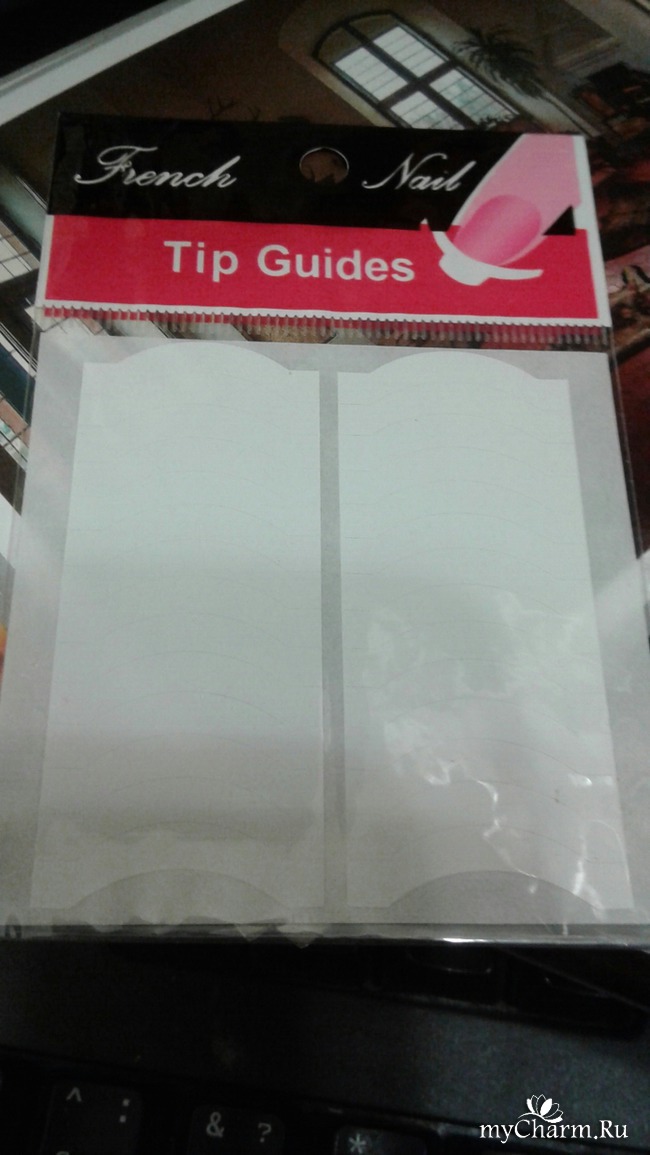 French Nail
Tip Guides
^ :
& ?
*
myCharm.Ru